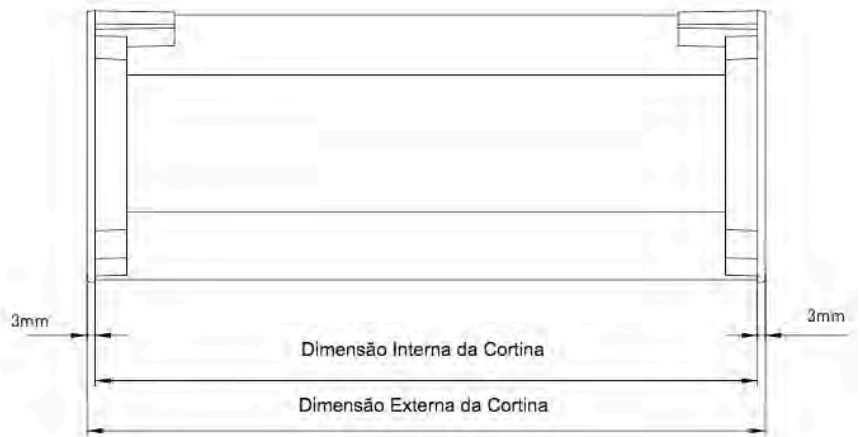 3mm
3mm
Dimensão Interna da Cortina
Dimensão Externa da Cortina